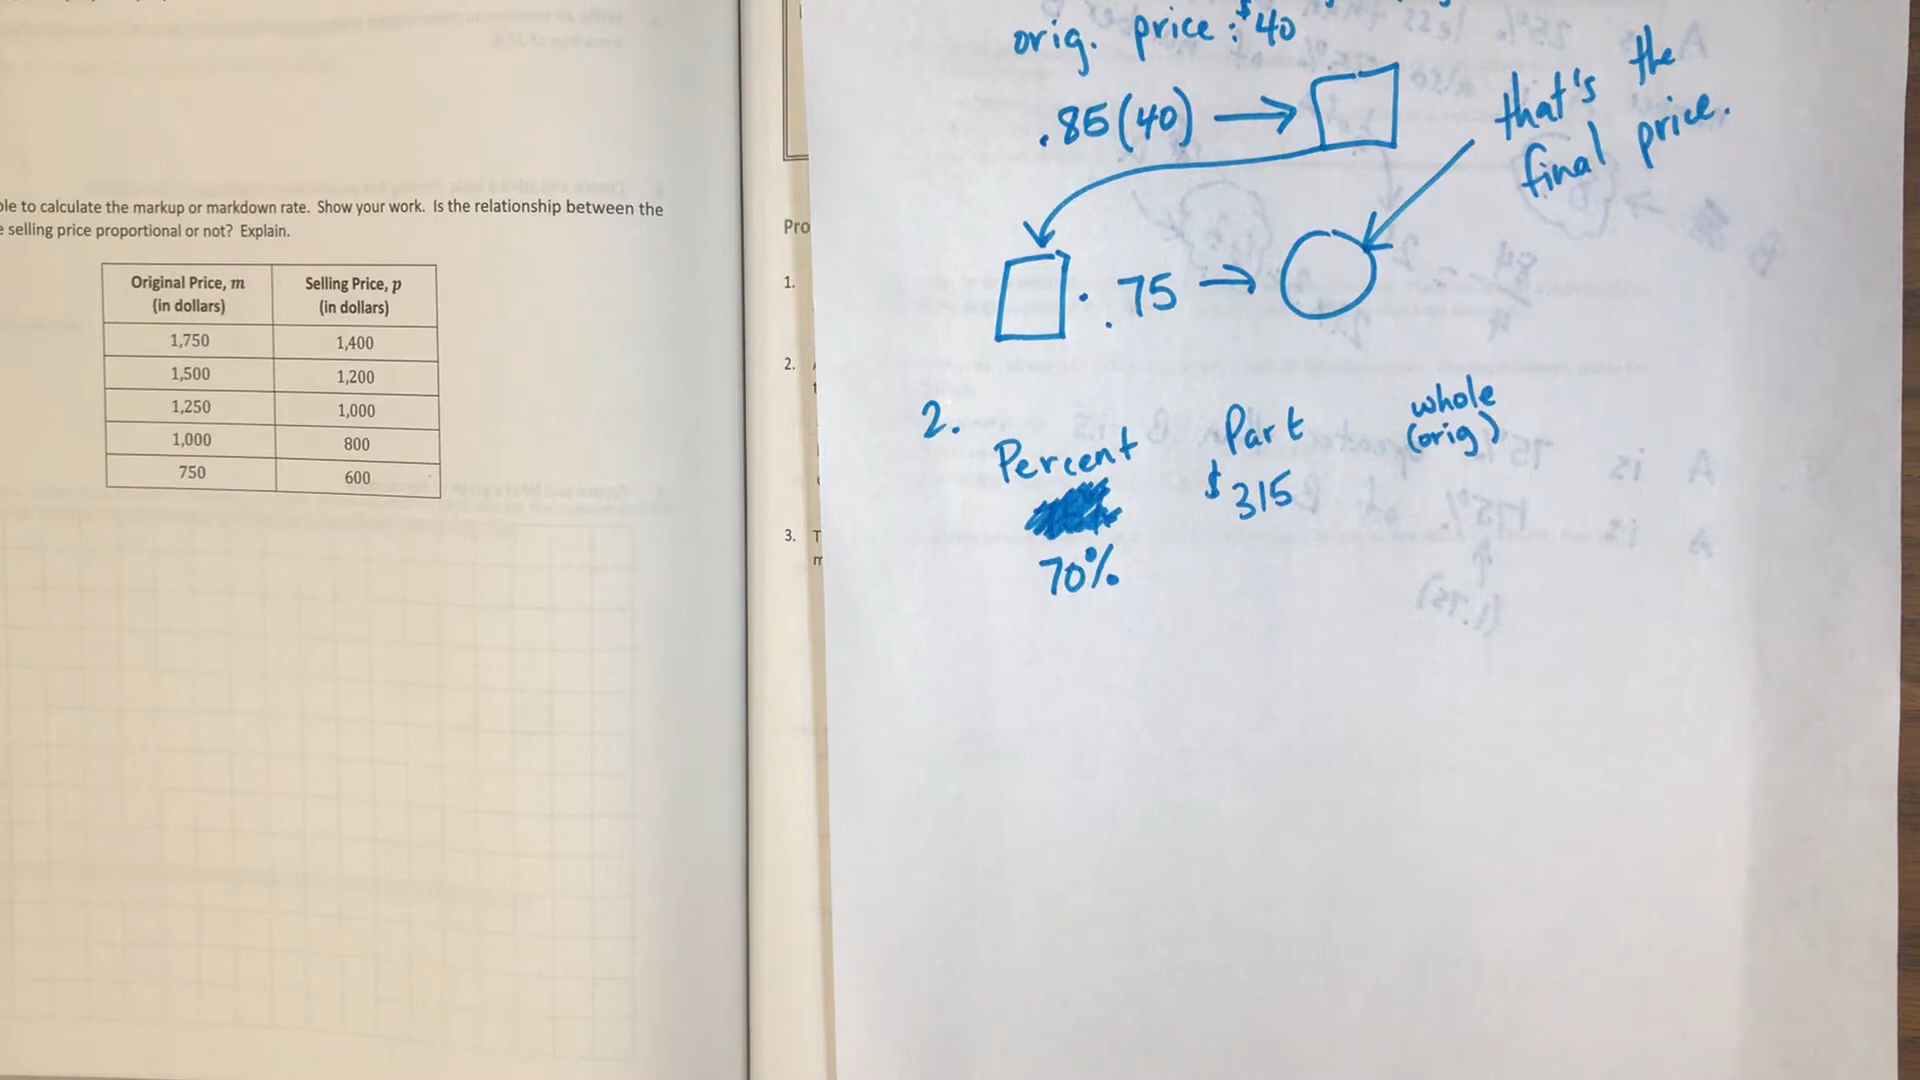 ble to calculate the markup or markdown rate. Show your work. Is the relationship between the
e selling price proportional or not? Explain.
Original Price, m
(in dollars)
Selling Price, p
(in dollars)
1,750 1,400
1,500 1,200
1,250 1,000
1,000 800
750 600
Pro
1.
2.
3. T
m
orig. price: $40
.85(40) →
that's the
final price.
· .75 →
2.
Percent Part whole
(orig)
$315
70%